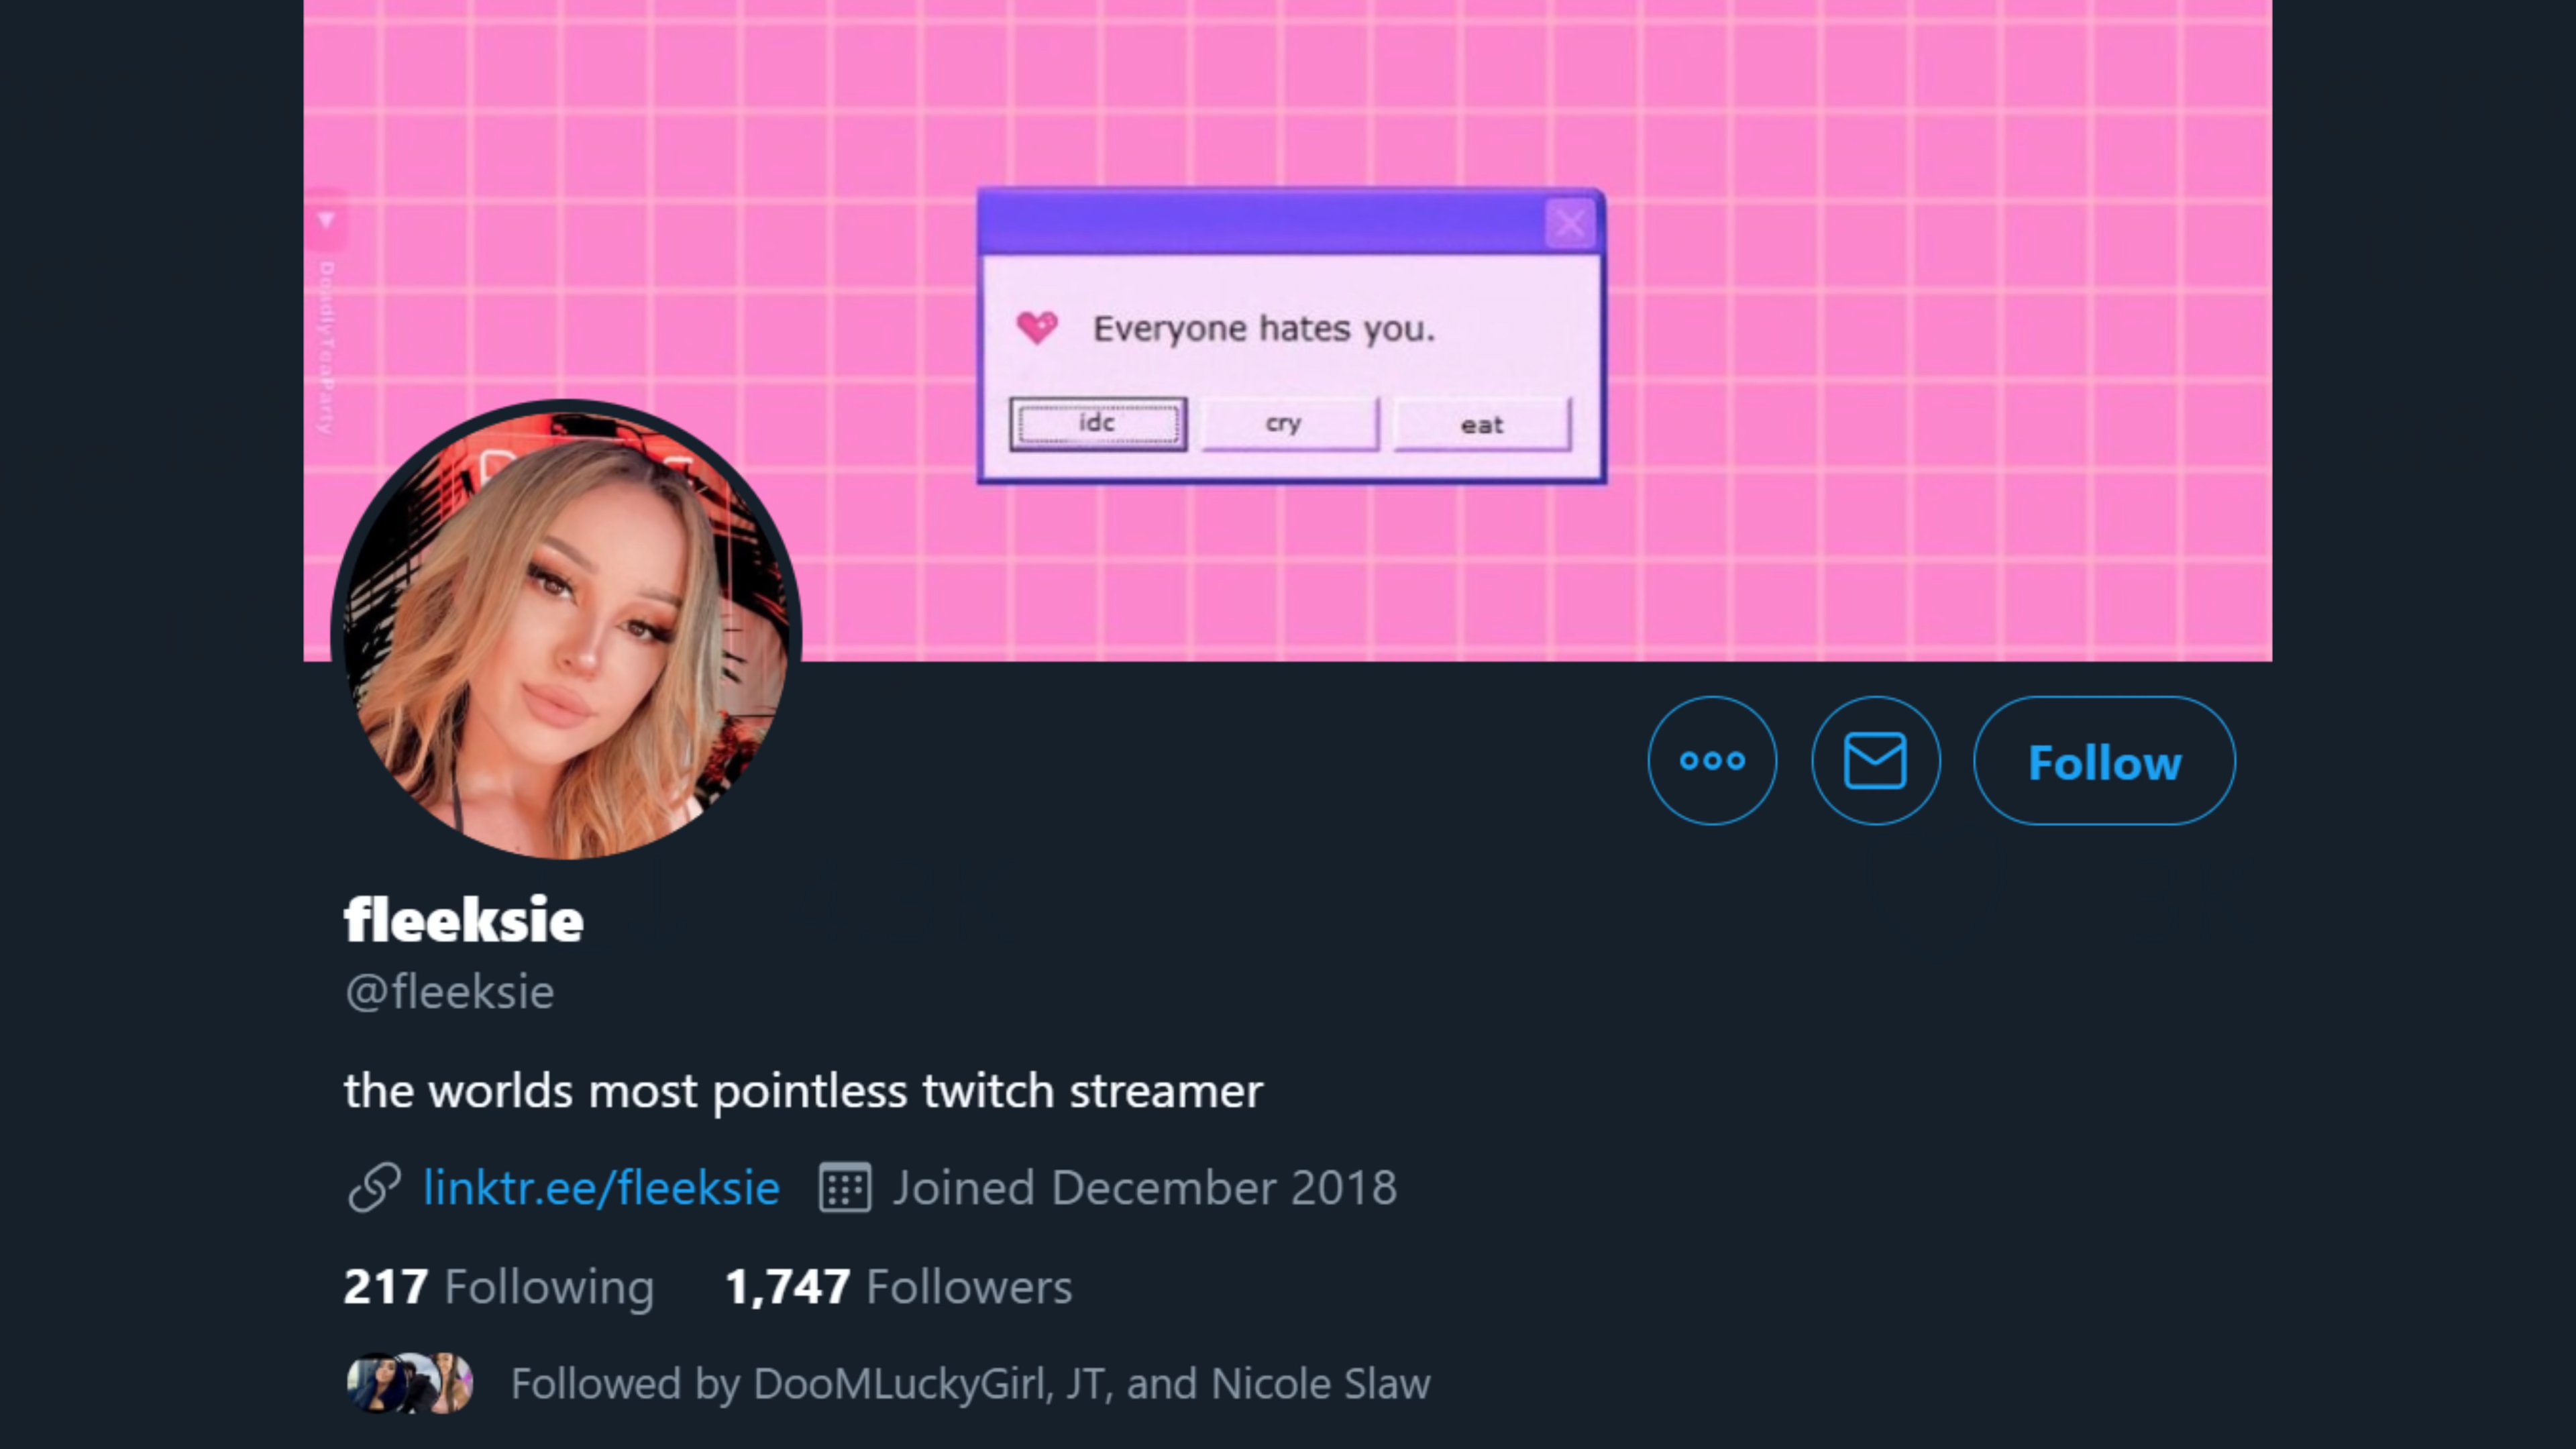 DeadlyTeaParty
Everyone hates you.
idc
cry
eat
Follow
fleeksie
@fleeksie
the worlds most pointless twitch streamer
linktr.ee/fleeksie Joined December 2018
217 Following 1,747 Followers
Followed by DooMLuckyGirl, JT, and Nicole Slaw